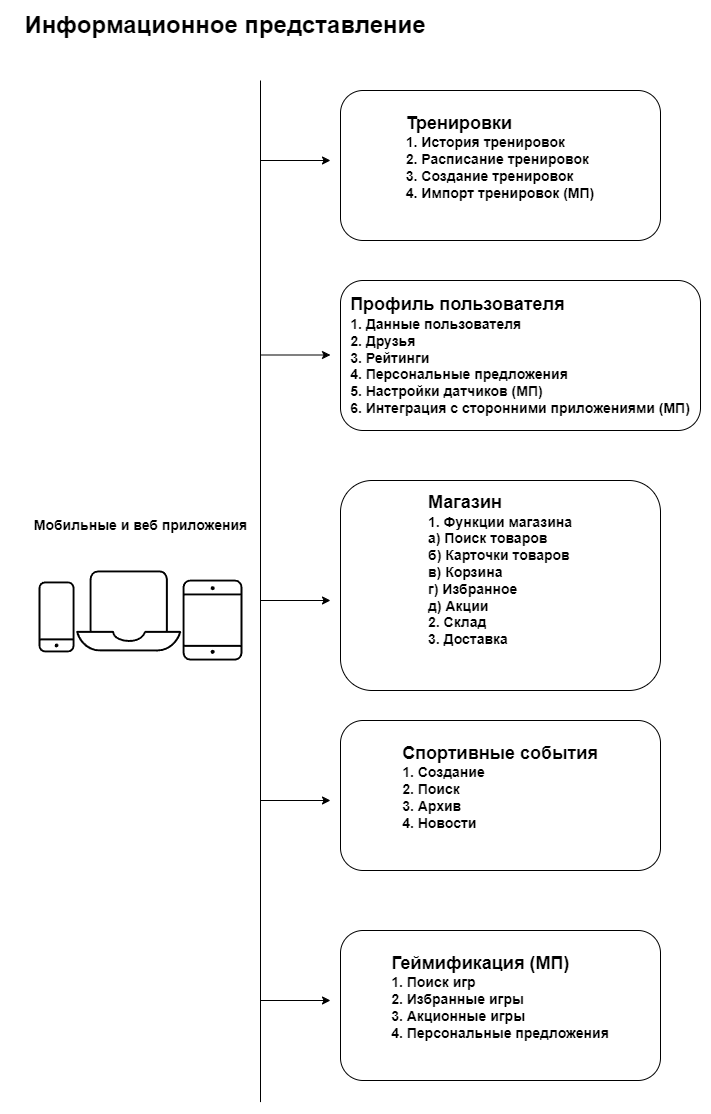 Информационное представление
Тренировки
1. История тренировок
2. Расписание тренировок
3. Создание тренировок
4. Импорт тренировок (МП)
Профиль пользователя
1. Данные пользователя
2. Друзья
3. Рейтинги
4. Персональные предложения
5. Настройки датчиков (МП)
6. Интеграция с сторонними приложениями (МП)
Мобильные и веб приложения
Магазин
1. Функции магазина
а) Поиск товаров
б) Карточки товаров
в) Корзина
г) Избранное
д) Акции
2. Склад
3. Доставка
Спортивные события
1. Создание
2. Поиск
3. Архив
4. Новости
Геймификация (МП)
1. Поиск игр
2. Избранные игры
3. Акционные игры
4. Персональные предложения